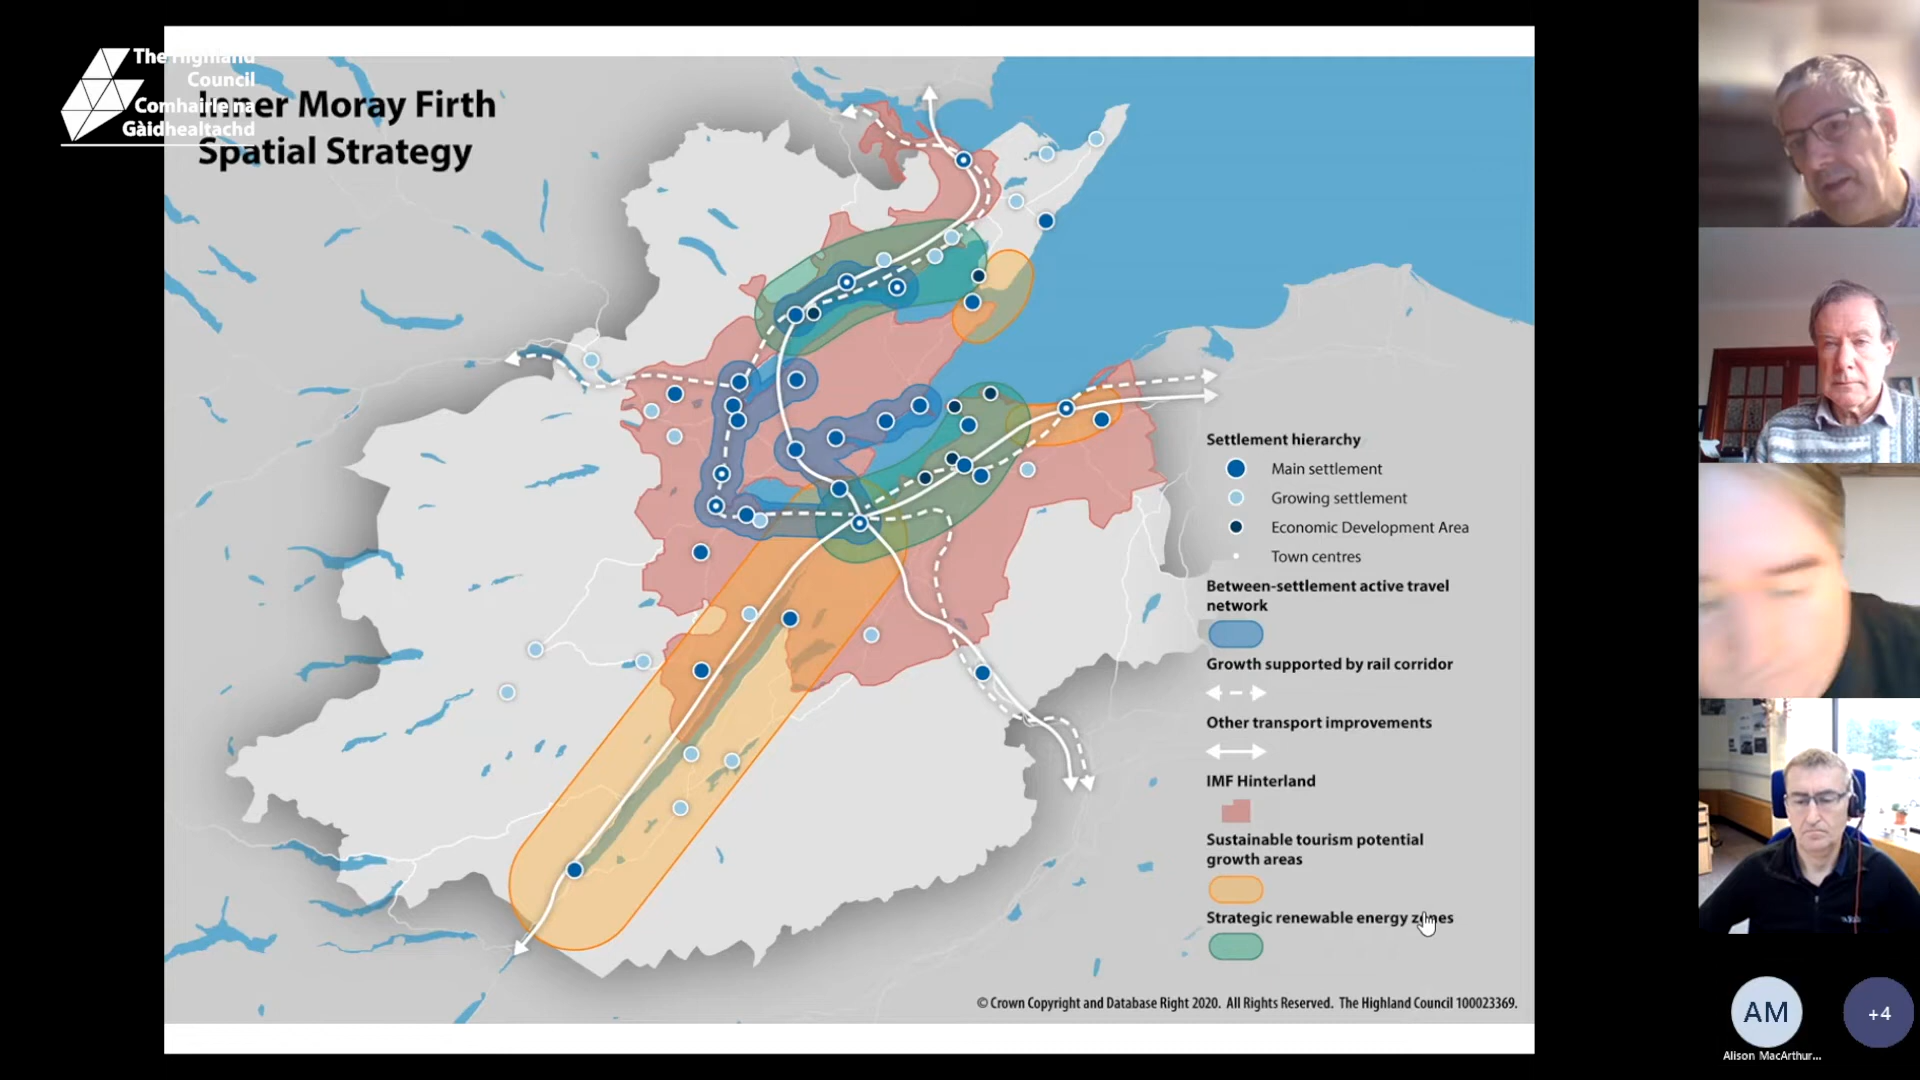 The Highland
Council
Comhairle na
Gàidhealtachd
Inner Moray Firth
Spatial Strategy
Settlement hierarchy
Main settlement
Growing settlement
Economic Development Area
Town centres
Between-settlement active travel
network
Growth supported by rail corridor
Other transport improvements
IMF Hinterland
Sustainable tourism potential
growth areas
Strategic renewable energy zones
© Crown Copyright and Database Right 2020. All Rights Reserved. The Highland Council 100023369.
AM
Alison MacArthur...
+4